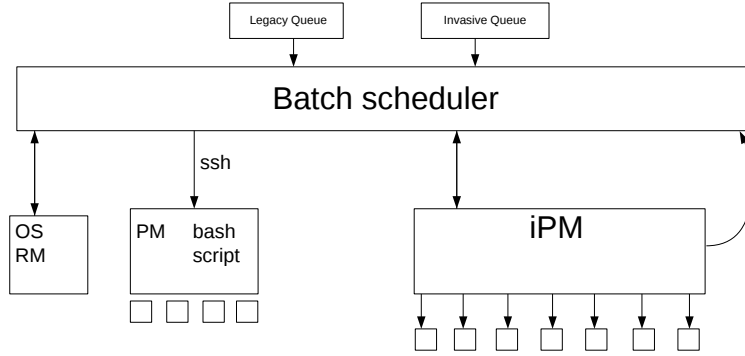 Legacy Queue
Invasive Queue
Batch scheduler
ssh
OS
RM
PM
bash
script
iPM